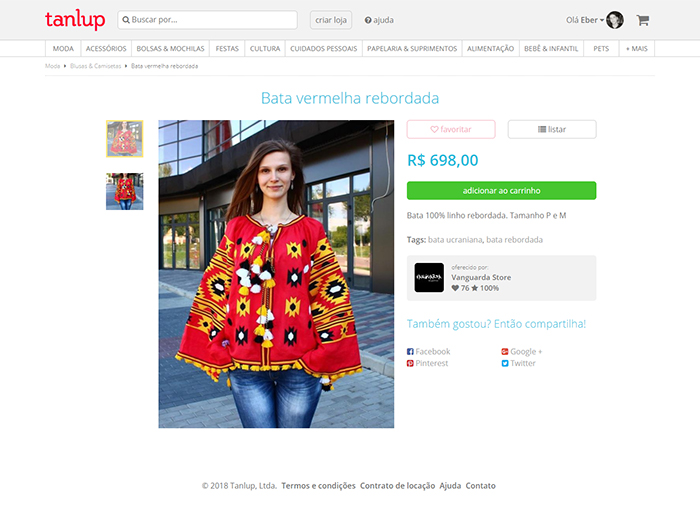 tanlup
Buscar por...
criar loja
ajuda
Olá Eber
MODA
ACESSÓRIOS
BOLSAS & MOCHILAS
FESTAS
CULTURA
CUIDADOS PESSOAIS
PAPELARIA & SUPRIMENTOS
ALIMENTAÇÃO
BEBÊ & INFANTIL
PETS
+ MAIS
Moda
Blusas & Camisetas
Bata vermelha rebordada
Bata vermelha rebordada
favoritar
listar
R$ 698,00
adicionar ao carrinho
Bata 100% linho rebordada. Tamanho P e M
Tags: bata ucraniana, bata rebordada
oferecido por
Vanguarda Store
76 100%
Também gostou? Então compartilha!
Facebook
Google +
Pinterest
Twitter
© 2018 Tanlup, Ltda. Termos e condições Contrato de locação Ajuda Contato